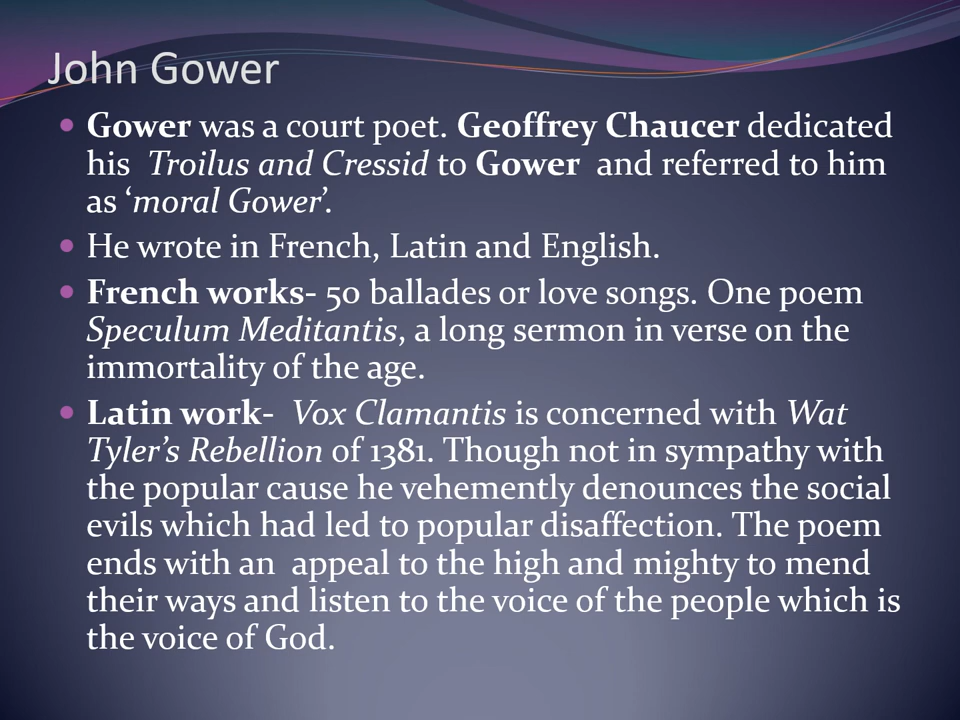 John Gower
• Gower was a court poet. Geoffrey Chaucer dedicated
his Troilus and Cressid to Gower and referred to him
as ‘moral Gower’.
• He wrote in French, Latin and English.
• French works- 50 ballades or love songs. One poem
Speculum Meditantis, a long sermon in verse on the
immortality of the age.
• Latin work- Vox Clamantis is concerned with Wat
Tyler’s Rebellion of 1381. Though not in sympathy with
the popular cause he vehemently denounces the social
evils which had led to popular disaffection. The poem
ends with an appeal to the high and mighty to mend
their ways and listen to the voice of the people which is
the voice of God.